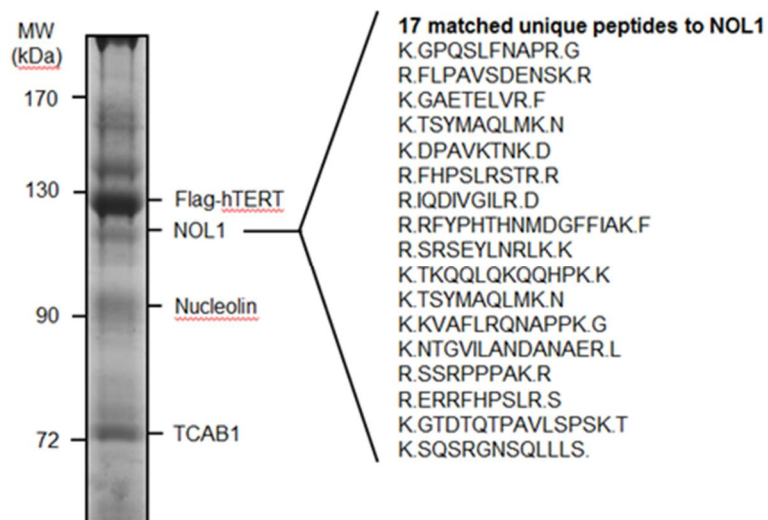 MW
(kDa)
170
130
90
72
Flag-hTERT
NOL1
Nucleolin
TCAB1
17 matched unique peptides to NOL1
K.GPQSLFNAPR.G
R.FLPAVSDENSK.R
K.GAETELVR.F
K.TSYMAQLMK.N
K.DPAVKTNK.D
R.FHPSLRSTR.R
R.IQDIVGILR.D
R.RFYPHTHNMDGFFIAK.F
R.SRSEYLNRLK.K
K.TKQQLQKQQHPK.K
K.TSYMAQLMK.N
K.KVAFLRQNAPPK.G
K.NTGVILANDANAER.L
R.SSRPPPAK.R
R.ERRFHPSLR.S
K.GTDTQTPAVLSPSK.T
K.SQSRGNSQLLLS.